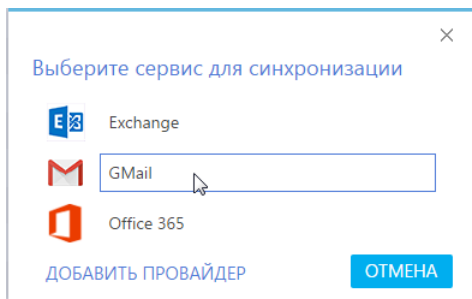 Выберите сервис для синхронизации
Exchange
GMail
Office 365
ДОБАВИТЬ ПРОВАЙДЕР
ОТМЕНА